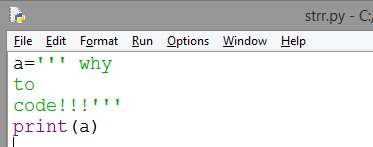 strr.py - C:/
File Edit Format Run Options Window Help
a=''' why
to
code!!!'''
print(a)